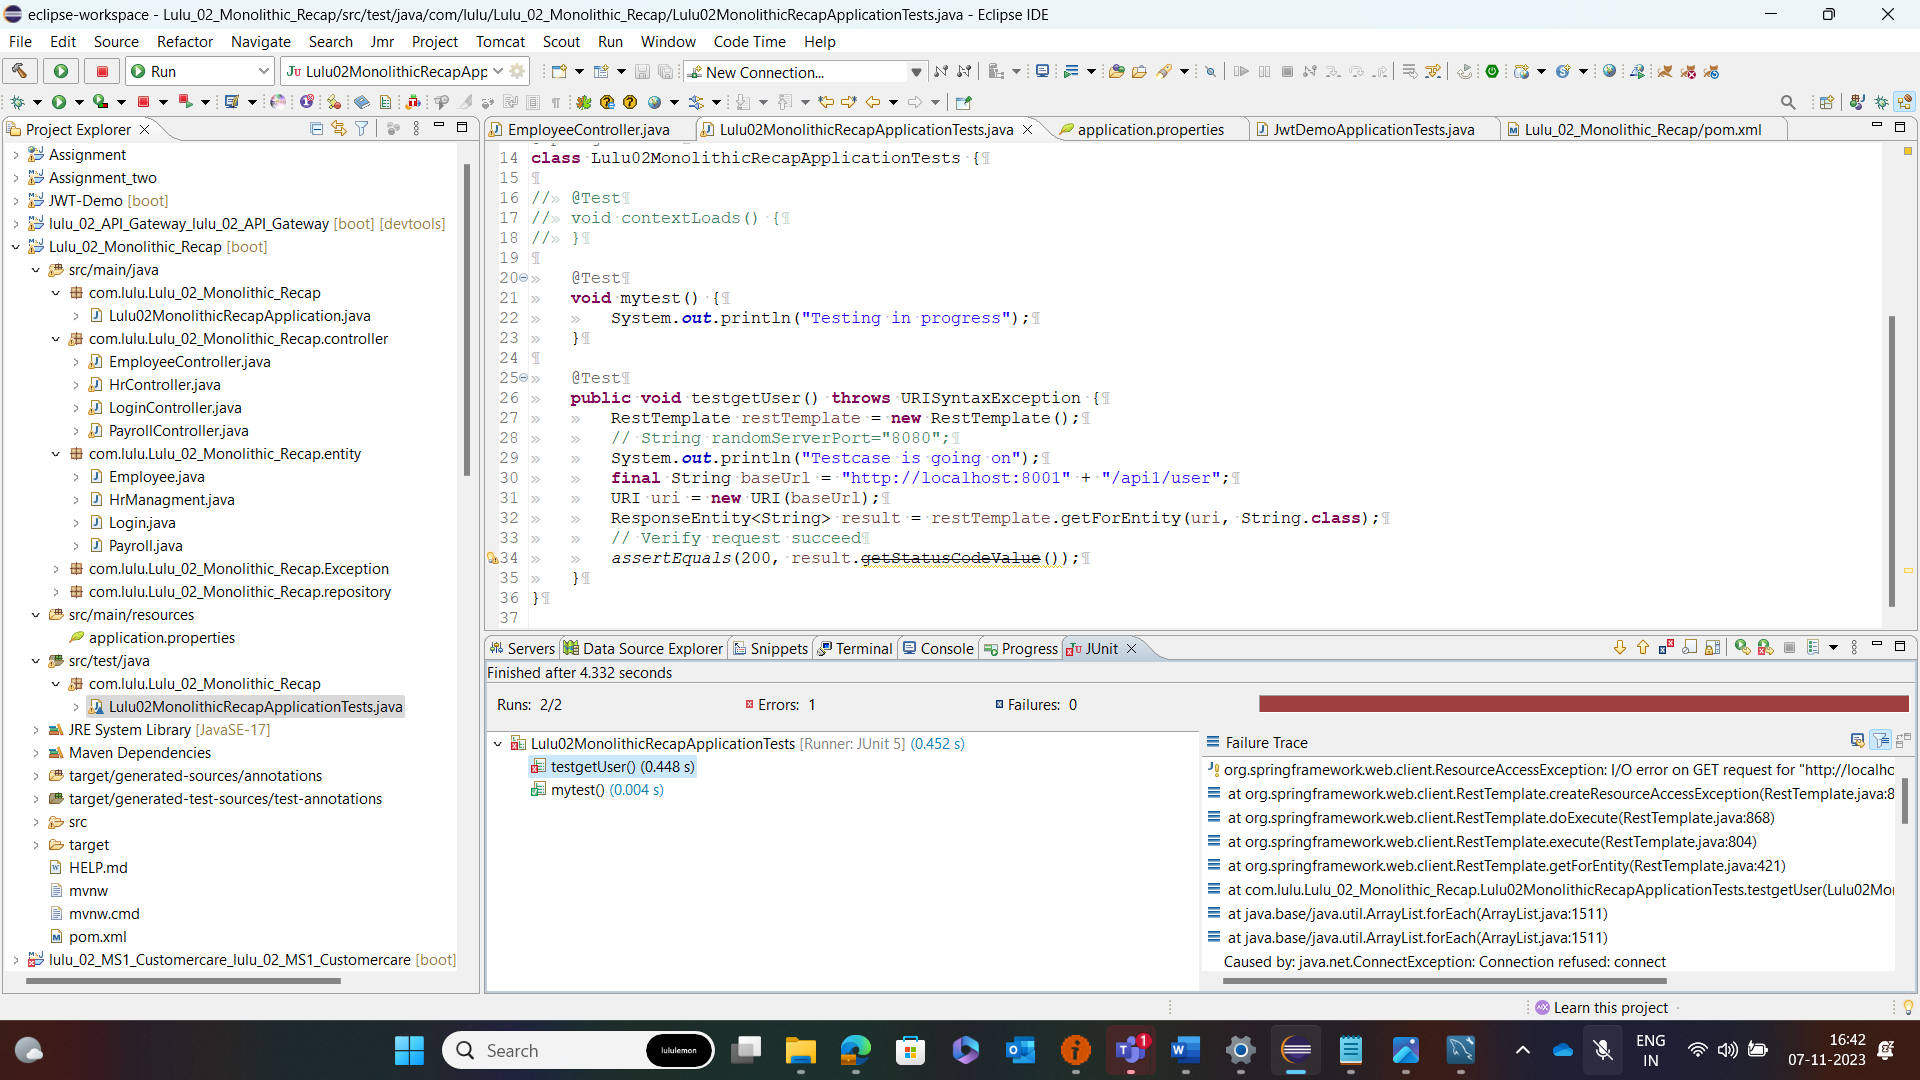 eclipse-workspace - Lulu_02_Monolithic_Recap/src/test/java/com/lulu/Lulu_02_Monolithic_Recap/Lulu02MonolithicRecapApplicationTests.java - Eclipse IDE
File Edit Source Refactor Navigate Search Jmr Project Tomcat Scout Run Window Code Time Help
Run
Lulu02MonolithicRecapApp
New Connection...
Project Explorer
EmployeeController.java
Lulu02MonolithicRecapApplicationTests.java
application.properties
JwtDemoApplicationTests.java
Lulu_02_Monolithic_Recap/pom.xml
Assignment
Assignment_two
JWT-Demo [boot]
lulu_02_API_Gateway_lulu_02_API_Gateway [boot] [devtools]
Lulu_02_Monolithic_Recap [boot]
src/main/java
com.lulu.Lulu_02_Monolithic_Recap
Lulu02MonolithicRecapApplication.java
com.lulu.Lulu_02_Monolithic_Recap.controller
EmployeeController.java
HrController.java
LoginController.java
PayrollController.java
com.lulu.Lulu_02_Monolithic_Recap.entity
Employee.java
HrManagment.java
Login.java
Payroll.java
com.lulu.Lulu_02_Monolithic_Recap.Exception
com.lulu.Lulu_02_Monolithic_Recap.repository
src/main/resources
application.properties
src/test/java
com.lulu.Lulu_02_Monolithic_Recap
Lulu02MonolithicRecapApplicationTests.java
JRE System Library [JavaSE-17]
Maven Dependencies
target/generated-sources/annotations
target/generated-test-sources/test-annotations
src
target
HELP.md
mvnw
mvnw.cmd
pom.xml
lulu_02_MS1_Customercare_lulu_02_MS1_Customercare [boot]
14 class Lulu02MonolithicRecapApplicationTests {¶
15 ¶
16 //» @Test¶
17 //» void contextLoads() {¶
18 //» }¶
19 ¶
20 » @Test¶
21 » void mytest() {¶
22 » » System.out.println("Testing in progress");¶
23 » }¶
24 ¶
25 » @Test¶
26 » public void testgetUser() throws URISyntaxException {¶
27 » » RestTemplate restTemplate = new RestTemplate();¶
28 » » // String randomServerPort="8080";¶
29 » » System.out.println("Testcase is going on");¶
30 » » final String baseUrl = "http://localhost:8001" + "/api1/user";¶
31 » » URI uri = new URI(baseUrl);¶
32 » » ResponseEntity<String> result = restTemplate.getForEntity(uri, String.class);¶
33 » » // Verify request succeed¶
34 » » assertEquals(200, result.getStatusCodeValue());¶
35 » }¶
36 }¶
37
Servers Data Source Explorer Snippets Terminal Console Progress JUnit
Finished after 4.332 seconds
Runs: 2/2 Errors: 1 Failures: 0
Lulu02MonolithicRecapApplicationTests [Runner: JUnit 5] (0.452 s)
testgetUser() (0.448 s)
mytest() (0.004 s)
Failure Trace
org.springframework.web.client.ResourceAccessException: I/O error on GET request for "http://localho
at org.springframework.web.client.RestTemplate.createResourceAccessException(RestTemplate.java:8
at org.springframework.web.client.RestTemplate.doExecute(RestTemplate.java:868)
at org.springframework.web.client.RestTemplate.execute(RestTemplate.java:804)
at org.springframework.web.client.RestTemplate.getForEntity(RestTemplate.java:421)
at com.lulu.Lulu_02_Monolithic_Recap.Lulu02MonolithicRecapApplicationTests.testgetUser(Lulu02Mo
at java.base/java.util.ArrayList.forEach(ArrayList.java:1511)
at java.base/java.util.ArrayList.forEach(ArrayList.java:1511)
Caused by: java.net.ConnectException: Connection refused: connect
Learn this project
Search
lululemon
1
ENG
IN
16:42
07-11-2023